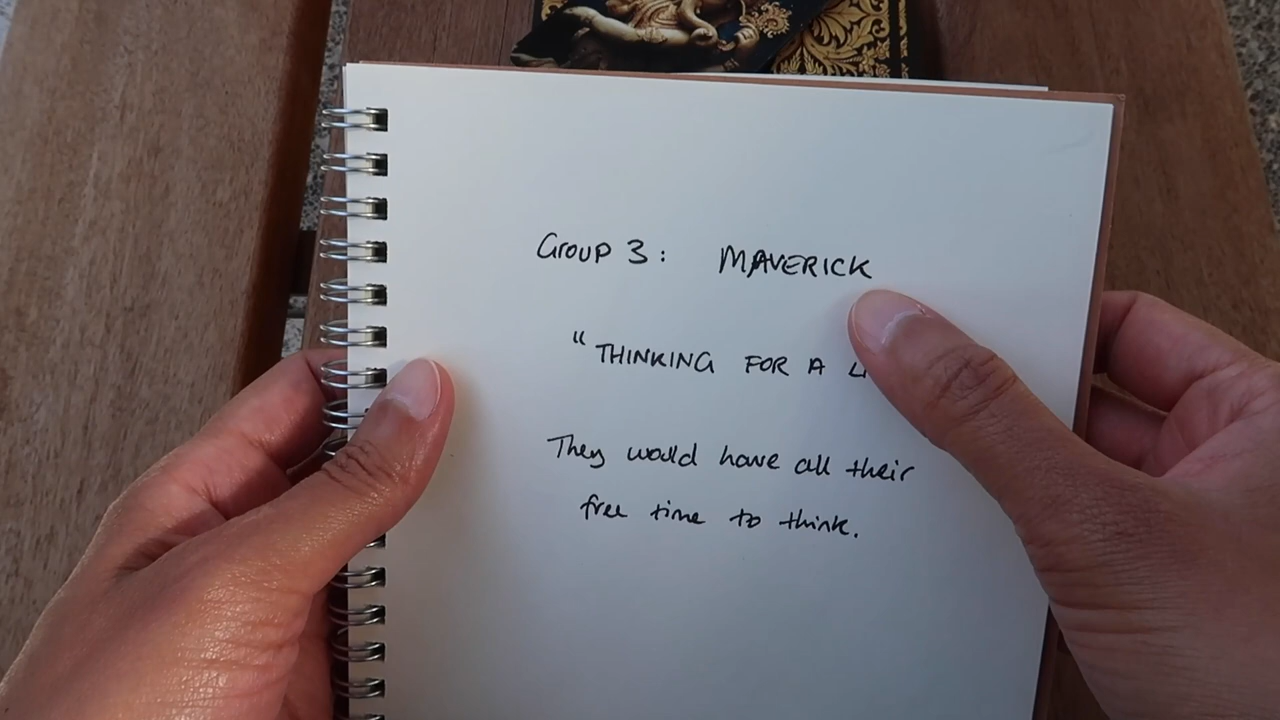 Group 3: MAVERICK
"THINKING FOR A
They would have all their
free time to think.